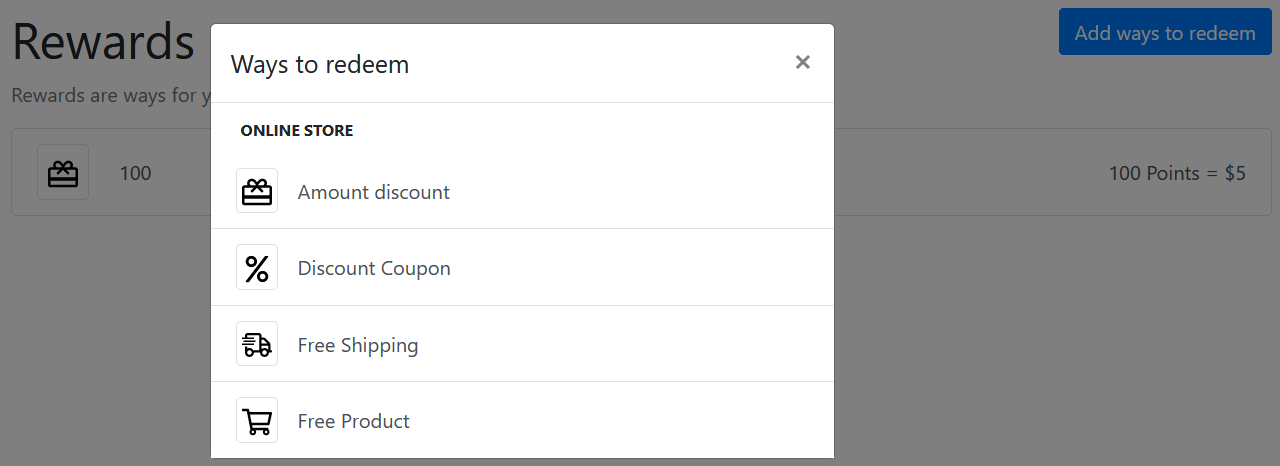 Rewards
Add ways to redeem
Rewards are ways for
100
100 Points = $5
Ways to redeem
×
ONLINE STORE
Amount discount
Discount Coupon
Free Shipping
Free Product